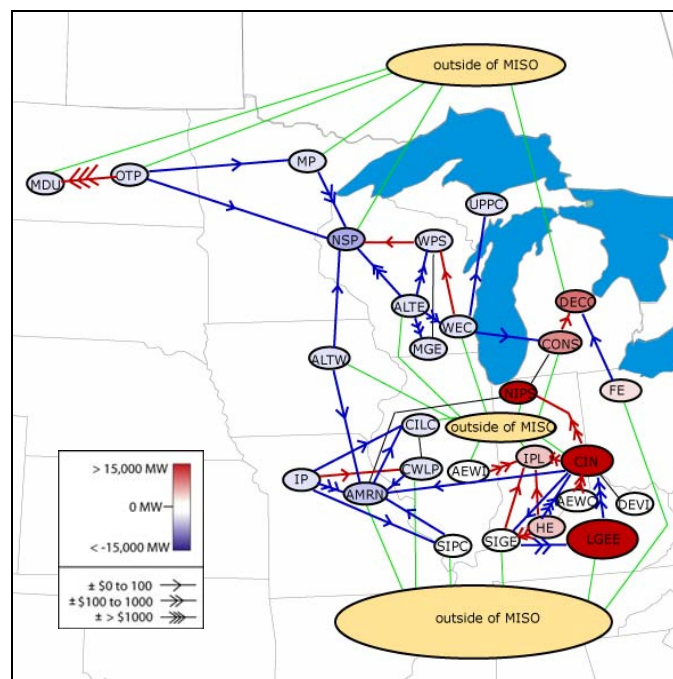 outside of MISO
MP
MDU
OTP
UPPC
NSP
WPS
DECO
ALTE
WEC
CONS
MGE
ALTW
NIPS
FE
CILC
outside of MISO
IPL
CIN
AEWI
CWLP
IP
AMRN
AEWC
DEVI
HE
SIPC
SIGE
LGEE
> 15,000 MW
0 MW
< -15,000 MW
± $0 to 100
± $100 to 1000
± > $1000
outside of MISO